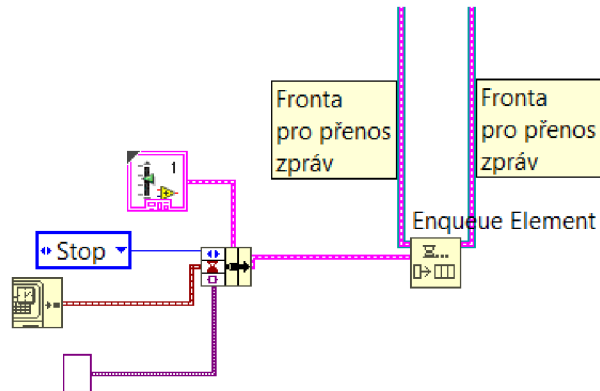 Fronta
pro přenos
zpráv
Fronta
pro přenos
zpráv
1
Enqueue Element
Stop